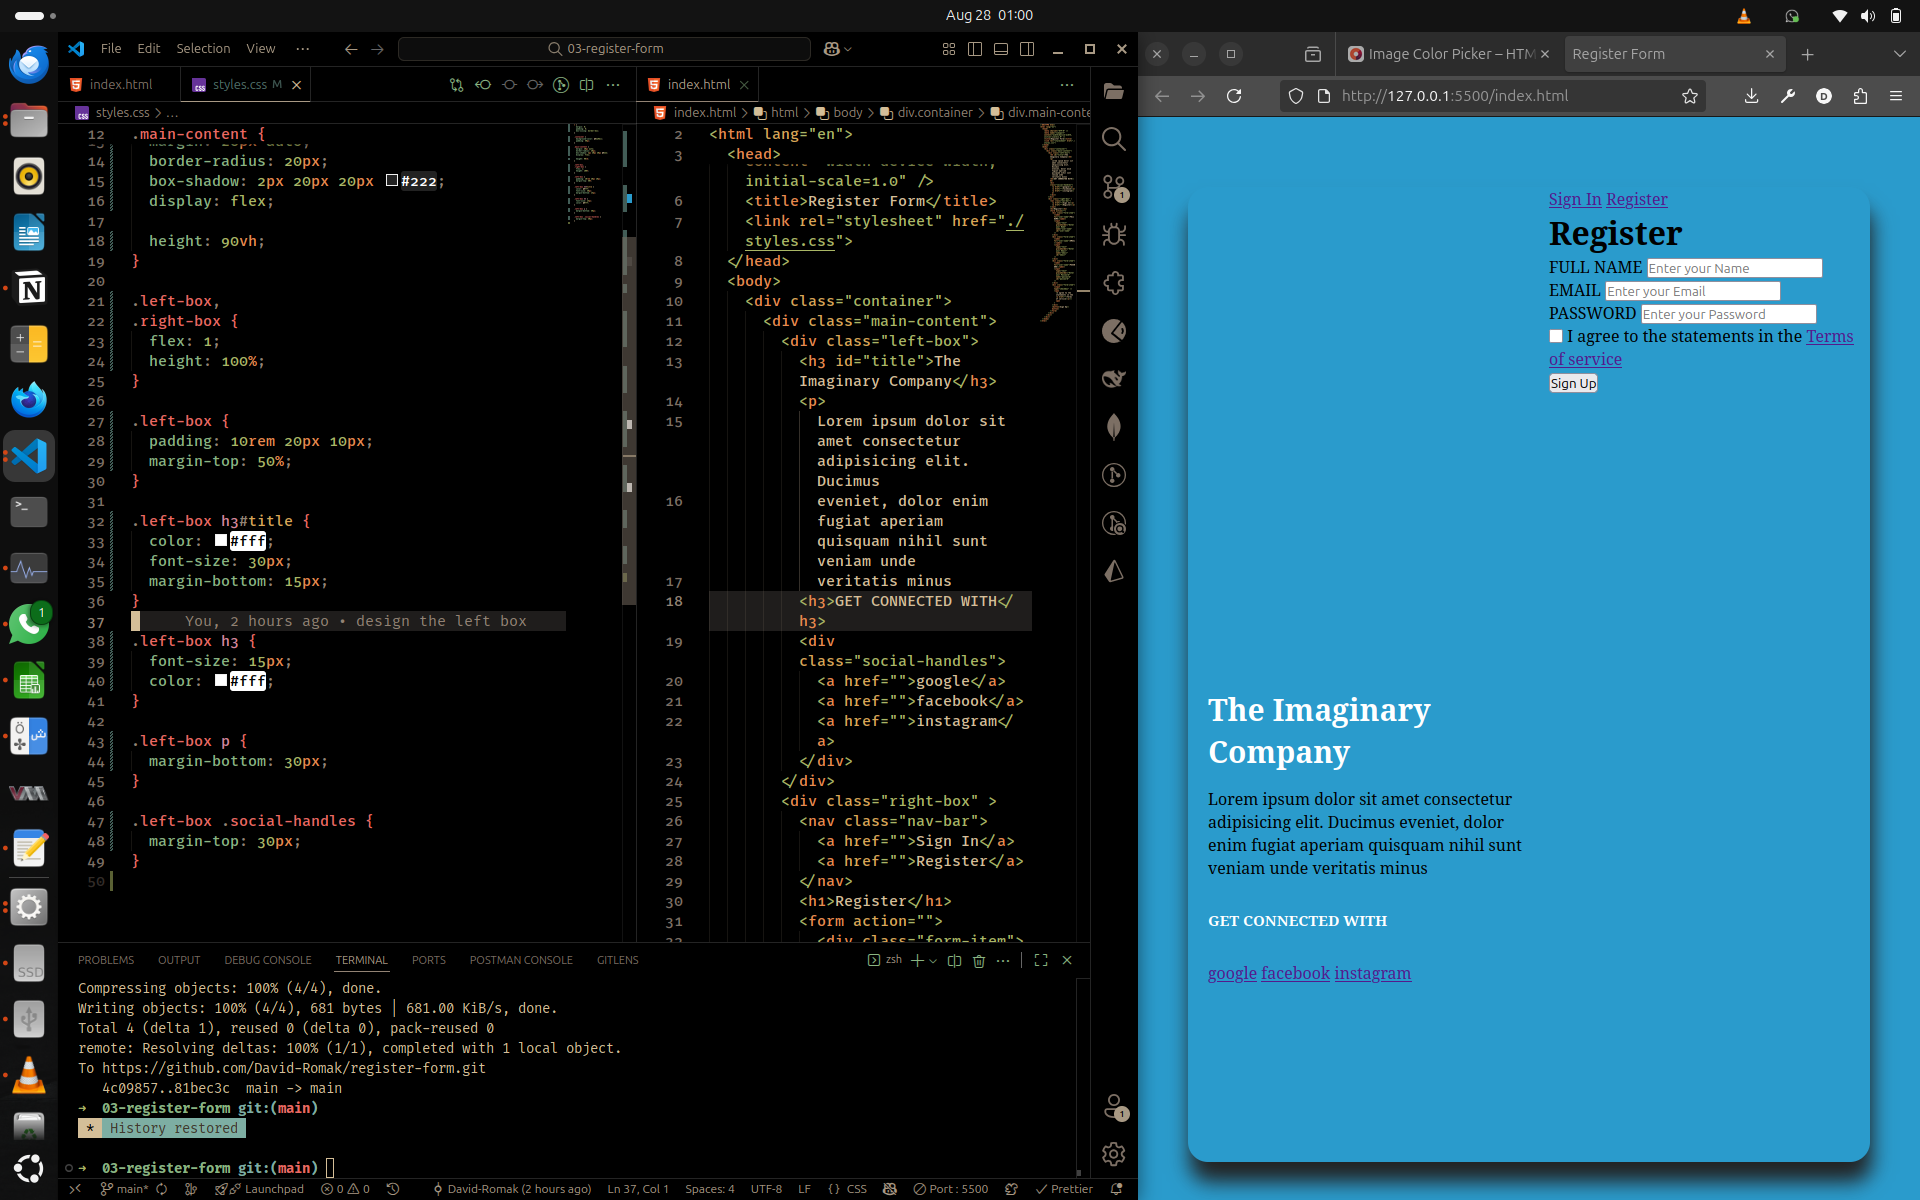 Aug 28 01:00
File Edit Selection View ···
03-register-form
index.html
styles.css M
styles.css > ...
12 .main-content {
14 border-radius: 20px;
15 box-shadow: 2px 20px 20px #222;
16 display: flex;
17
18 height: 90vh;
19 }
20
21 .left-box,
22 .right-box {
23 flex: 1;
24 height: 100%;
25 }
26
27 .left-box {
28 padding: 10rem 20px 10px;
29 margin-top: 50%;
30 }
31
32 .left-box h3#title {
33 color: #fff;
34 font-size: 30px;
35 margin-bottom: 15px;
36 }
37 You, 2 hours ago • design the left box
38 .left-box h3 {
39 font-size: 15px;
40 color: #fff;
41 }
42
43 .left-box p {
44 margin-bottom: 30px;
45 }
46
47 .left-box .social-handles {
48 margin-top: 30px;
49 }
50
index.html
index.html > html > body > div.container > div.main-conte
2 <html lang="en">
3 <head>
initial-scale=1.0" />
6 <title>Register Form</title>
7 <link rel="stylesheet" href="./
styles.css">
8 </head>
9 <body>
10 <div class="container">
11 <div class="main-content">
12 <div class="left-box">
13 <h3 id="title">The
Imaginary Company</h3>
14 <p>
15 Lorem ipsum dolor sit
amet consectetur
adipisicing elit.
Ducimus
16 eveniet, dolor enim
fugiat aperiam
quisquam nihil sunt
veniam unde
17 veritatis minus
18 <h3>GET CONNECTED WITH</
h3>
19 <div
class="social-handles">
20 <a href="">google</a>
21 <a href="">facebook</a>
22 <a href="">instagram</
a>
23 </div>
24 </div>
25 <div class="right-box" >
26 <nav class="nav-bar">
27 <a href="">Sign In</a>
28 <a href="">Register</a>
29 </nav>
30 <h1>Register</h1>
31 <form action="">
<div class="form-item">
1
1
PROBLEMS OUTPUT DEBUG CONSOLE TERMINAL PORTS POSTMAN CONSOLE GITLENS
zsh
Compressing objects: 100% (4/4), done.
Writing objects: 100% (4/4), 681 bytes | 681.00 KiB/s, done.
Total 4 (delta 1), reused 0 (delta 0), pack-reused 0
remote: Resolving deltas: 100% (1/1), completed with 1 local object.
To https://github.com/David-Romak/register-form.git
4c09857..81bec3c main -> main
→ 03-register-form git:(main)
* History restored
→ 03-register-form git:(main)
main* Launchpad 0 0 David-Romak (2 hours ago) Ln 37, Col 1 Spaces: 4 UTF-8 LF {} CSS Port : 5500 Prettier
Image Color Picker – HTM
Register Form
http://127.0.0.1:5500/index.html
D
Sign In Register
Register
FULL NAME Enter your Name
EMAIL Enter your Email
PASSWORD Enter your Password
I agree to the statements in the Terms
of service
Sign Up
The Imaginary
Company
Lorem ipsum dolor sit amet consectetur
adipisicing elit. Ducimus eveniet, dolor
enim fugiat aperiam quisquam nihil sunt
veniam unde veritatis minus
GET CONNECTED WITH
google facebook instagram
1
SSD